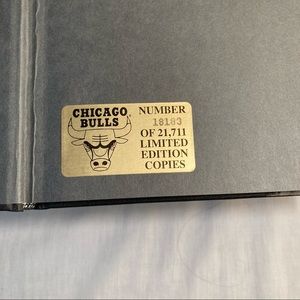 CHICAGO
BULLS
NUMBER
18183
OF 21,711
LIMITED
EDITION
COPIES